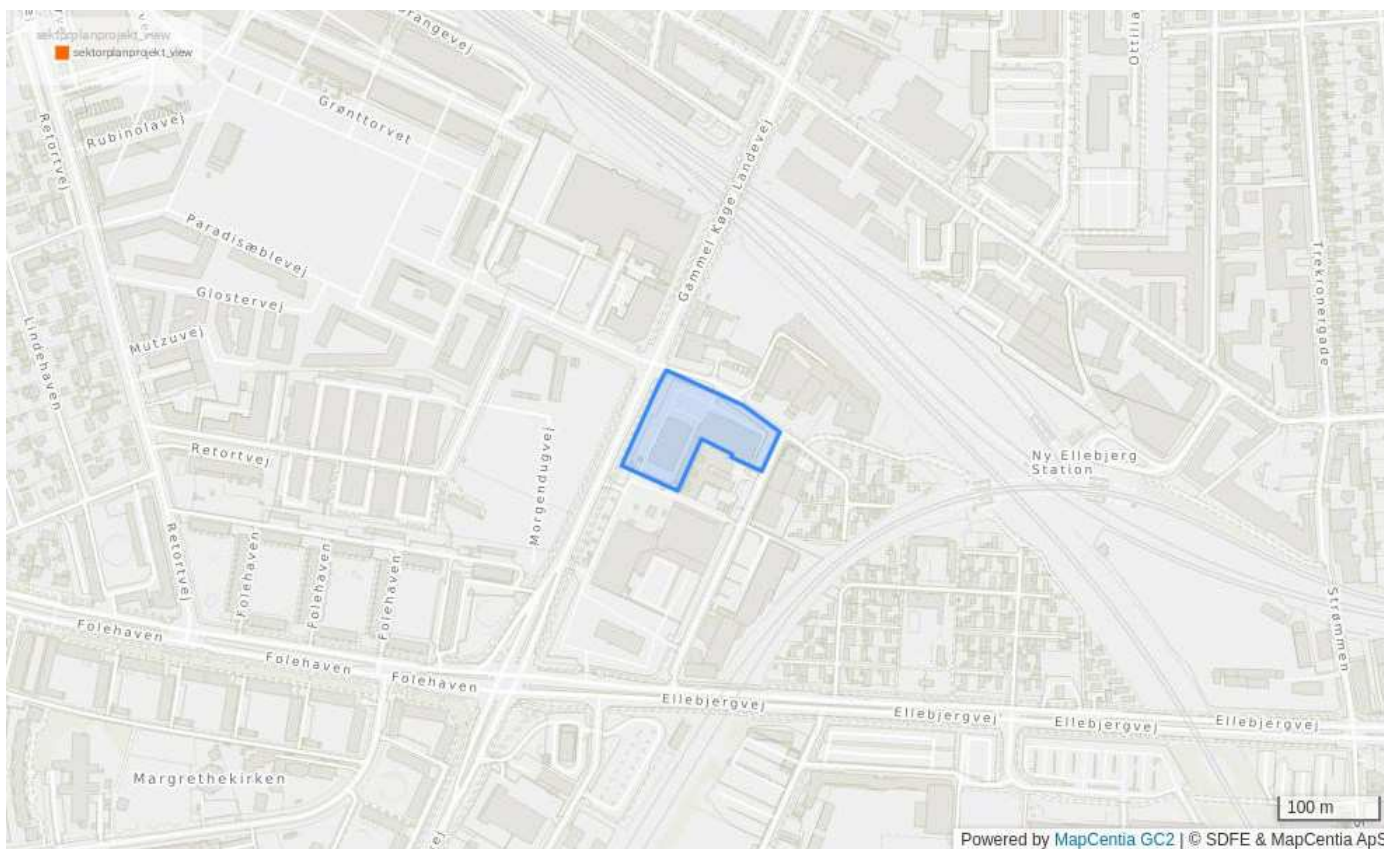 sektorplanprojekt_view
sektorplanprojekt_view
Grønttorvet
Ottilia
Retortvej
Rubinolavej
Gammel Køge Landevej
Paradisæblevej
Glostervej
Mutzuvej
Lindehaven
Trekronergade
Retortvej
Morgendugvej
Ny Ellebjerg
Station
Retortvej
Folehaven
Folehaven
Folehaven
Strømmen
Folehaven
Folehaven
Folehaven
Ellebjergvej
Ellebjergvej
Ellebjergvej
Ellebjergvej
Margrethekirken
100 m
Powered by MapCentia GC2 | © SDFE & MapCentia ApS